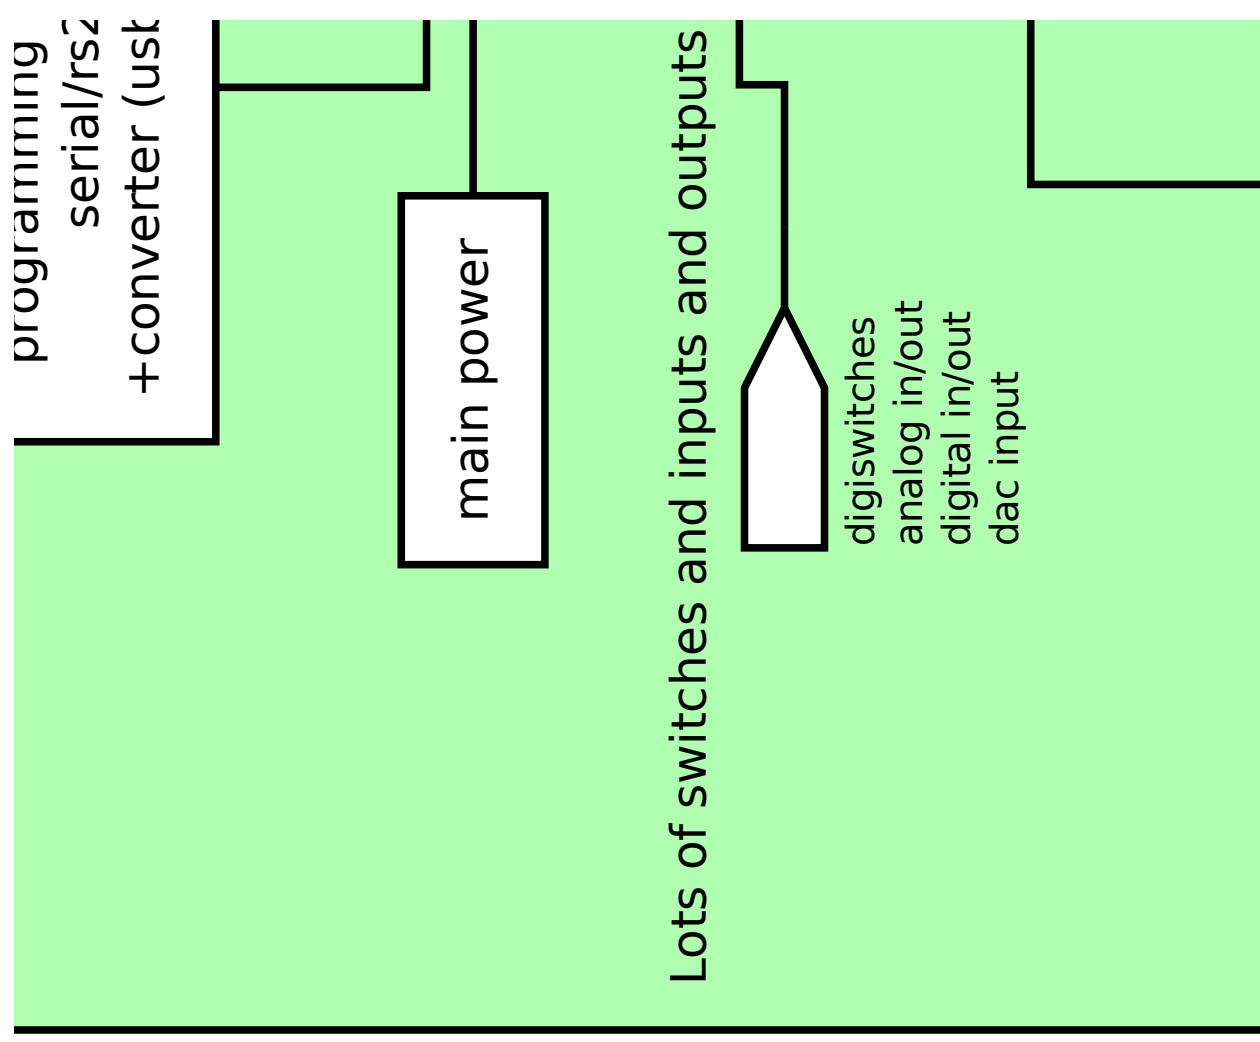 programming
serial/rs2
+converter (usb
main power
Lots of switches and inputs and outputs
digiswitches
analog in/out
digital in/out
dac input